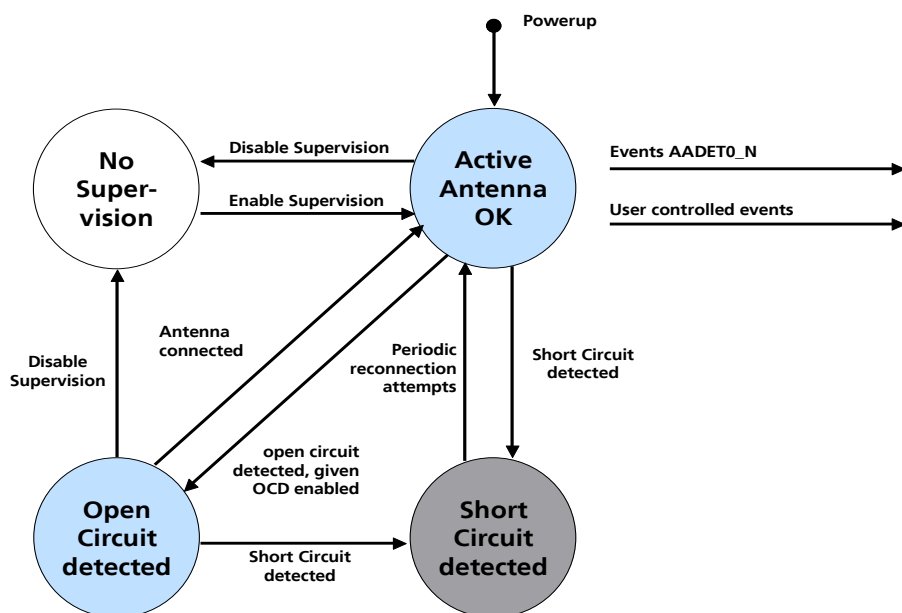 Powerup
No
Super-
vision
Disable Supervision
Enable Supervision
Active
Antenna
OK
Events AADET0_N
User controlled events
Disable
Supervision
Antenna
connected
Periodic
reconnection
attempts
Short Circuit
detected
open circuit
detected, given
OCD enabled
Open
Circuit
detected
Short Circuit
detected
Short
Circuit
detected